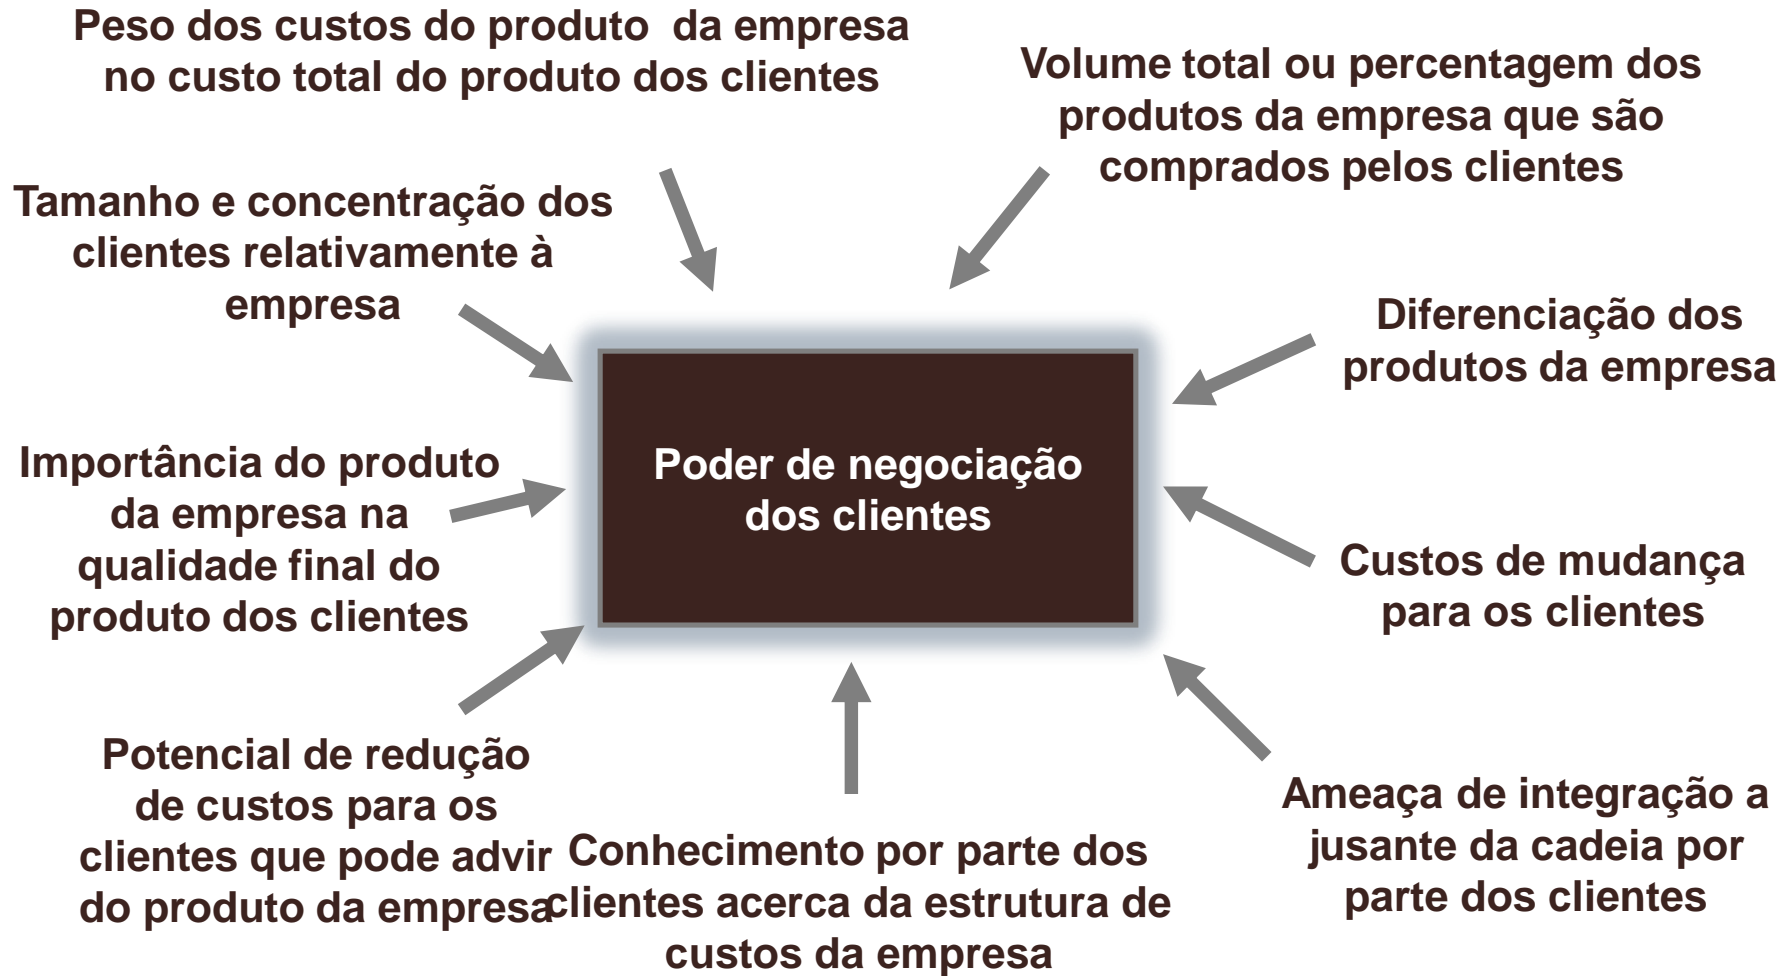 Peso dos custos do produto da empresa
no custo total do produto dos clientes
Volume total ou percentagem dos
produtos da empresa que são
comprados pelos clientes
Tamanho e concentração dos
clientes relativamente à
empresa
Diferenciação dos
produtos da empresa
Importância do produto
da empresa na
qualidade final do
produto dos clientes
Poder de negociação
dos clientes
Custos de mudança
para os clientes
Potencial de redução
de custos para os
clientes que pode advir
do produto da empresa
Conhecimento por parte dos
clientes acerca da estrutura de
custos da empresa
Ameaça de integração a
jusante da cadeia por
parte dos clientes